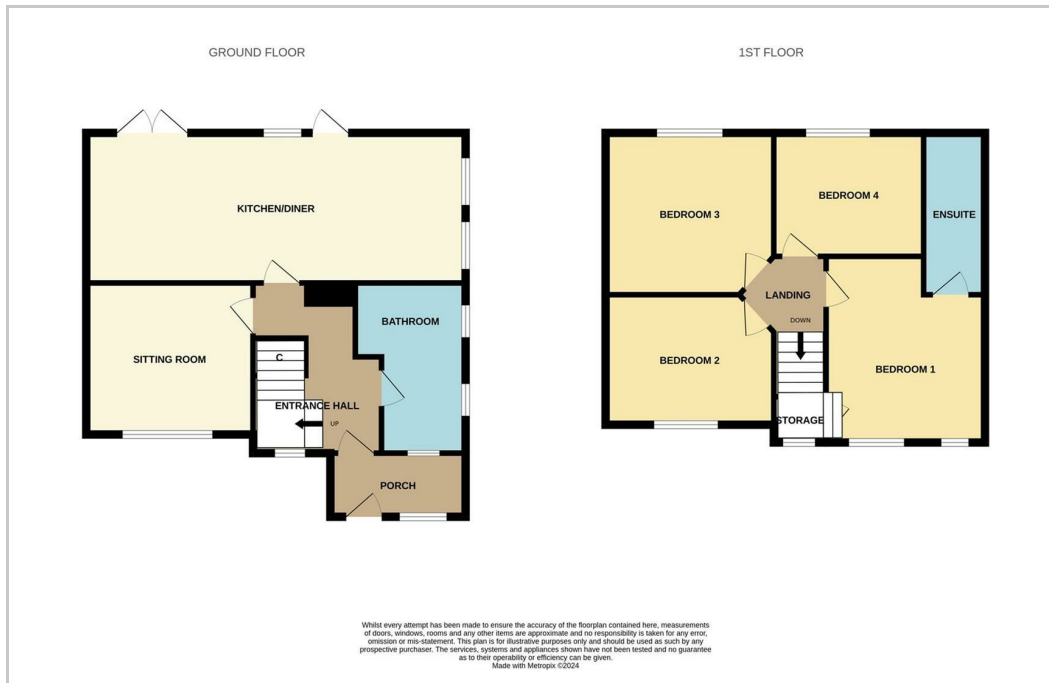 GROUND FLOOR
KITCHEN/DINER
SITTING ROOM
C
BATHROOM
ENTRANCE HALL
UP
PORCH
1ST FLOOR
BEDROOM 3
BEDROOM 4
ENSUITE
LANDING
DOWN
BEDROOM 2
BEDROOM 1
STORAGE
Whilst every attempt has been made to ensure the accuracy of the floorplan contained here, measurements
of doors, windows, rooms and any other items are approximate and no responsibility is taken for any error,
omission or mis-statement. This plan is for illustrative purposes only and should be used as such by any
prospective purchaser. The services, systems and appliances shown have not been tested and no guarantee
as to their operability or efficiency can be given.
Made with Metropix ©2024